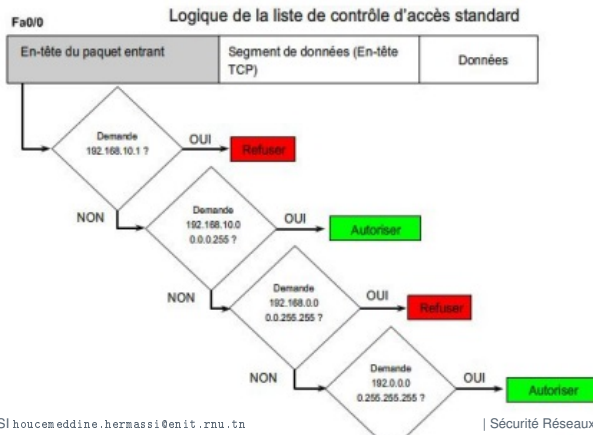 Logique de la liste de contrôle d'accès standard
Fa0/0
En-tête du paquet entrant
Segment de données (En-tête
TCP)
Données
Demande
192.168.10.1 ?
OUI
Refuser
NON
Demande
192.168.10.0
0.0.0.255 ?
OUI
Autoriser
NON
Demande
192.168.0.0
0.0.255.255 ?
OUI
Refuser
NON
Demande
192.0.0.0
0.255.255.255 ?
OUI
Autoriser
SI houcemeddine.hermassi@enit.rnu.tn
| Sécurité Réseaux